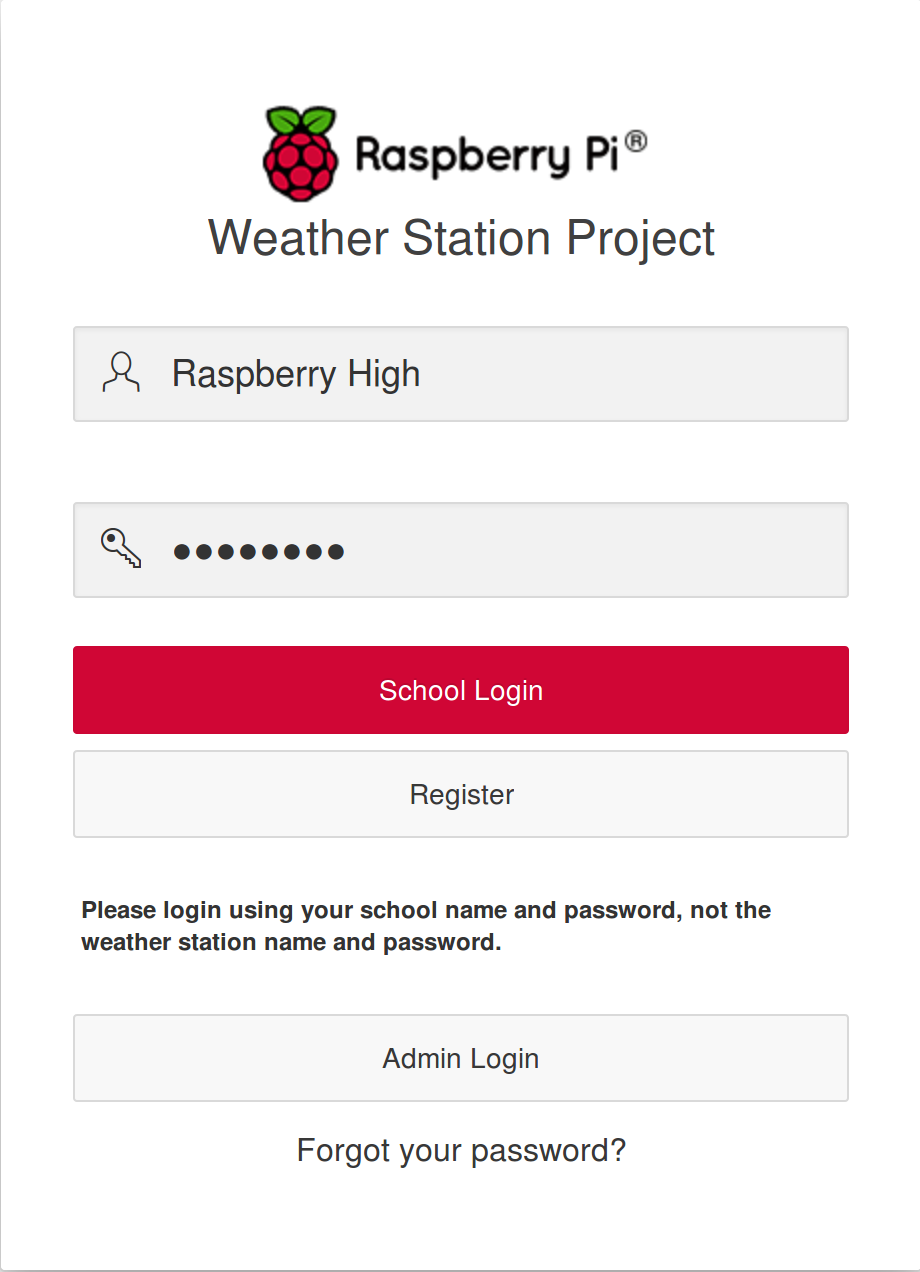 Raspberry Pi®
Weather Station Project
Raspberry High
●●●●●●●●
School Login
Register
Please login using your school name and password, not the
weather station name and password.
Admin Login
Forgot your password?